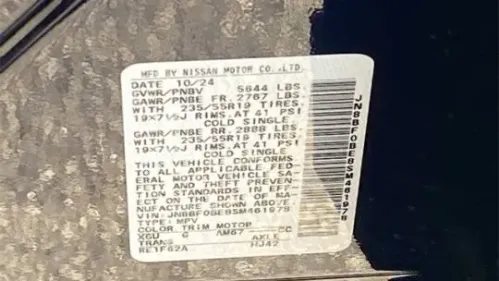 MFD BY NISSAN MOTOR CO.,LTD.
DATE 10/24
GVWR/PNBV 5644 LBS.
GAWR/PNBE FR. 2767 LBS.
WITH 235/55R19 TIRES,
19X7½J RIMS,AT 41 PSI
COLD SINGLE
GAWR/PNBE RR. 2888 LBS.
WITH 235/55R19 TIRES,
19X7½J RIMS,AT 41 PSI
COLD SINGLE
THIS VEHICLE CONFORMS
TO ALL APPLICABLE FED-
ERAL MOTOR VEHICLE SA-
FETY AND THEFT PREVEN-
TION STANDARDS IN EFF-
ECT ON THE DATE OF MA-
NUFACTURE SHOWN ABOVE.
VIN: JN8BF0BE8SM461978
TYPE: MPV
COLOR TRIM MOTOR CC
XGU G AM67
TRANS AXLE
RE1F62A HJ42
JN8BF0BE8SM461978